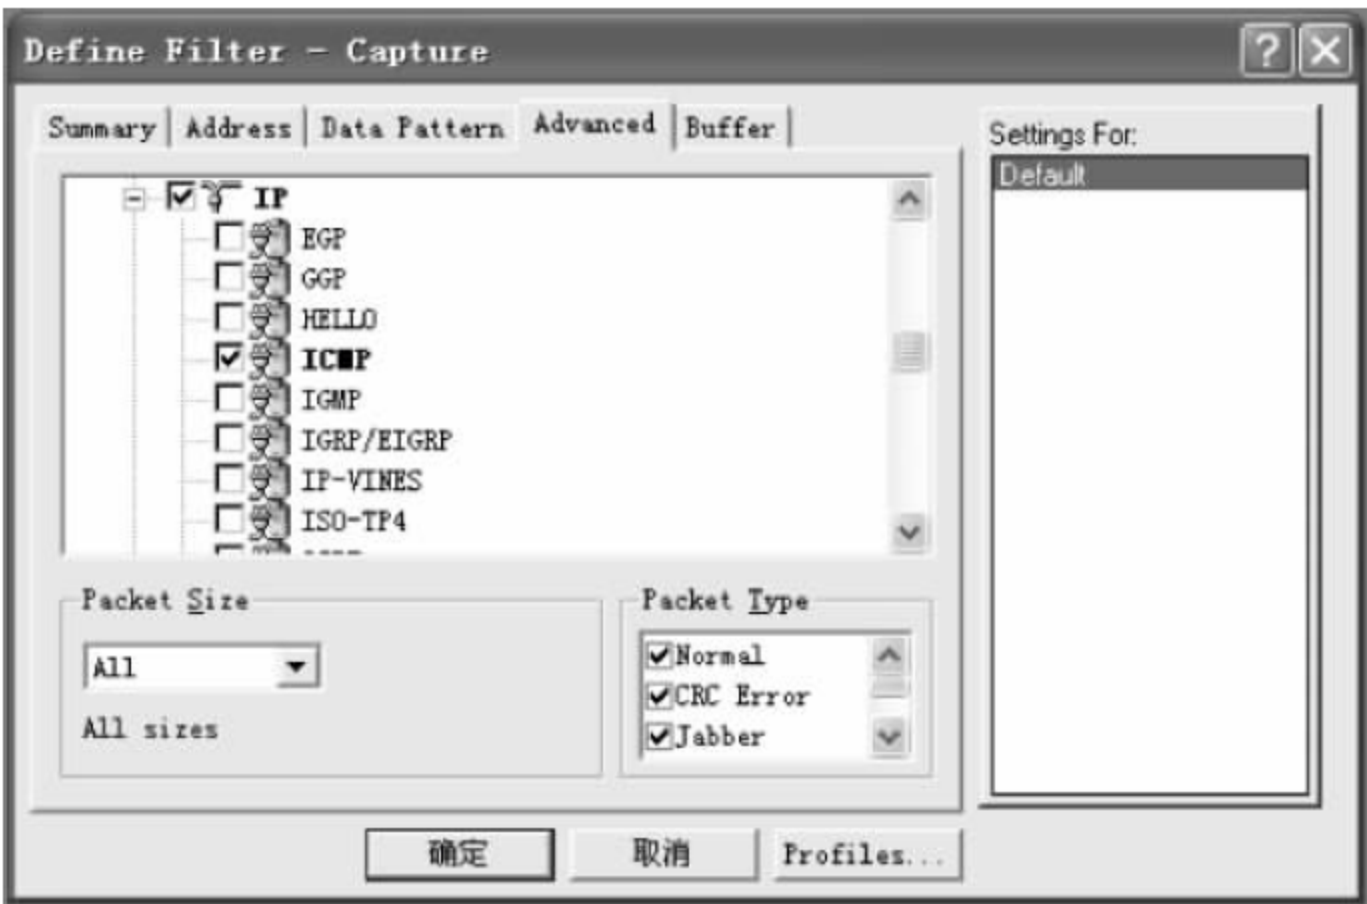 Define Filter - Capture
Summary Address Data Pattern Advanced Buffer
Settings For:
Default
IP
EGP
GGP
HELLO
ICMP
IGMP
IGRP/EIGRP
IP-VINES
ISO-TP4
Packet Size
All
All sizes
Packet Type
Normal
CRC Error
Jabber
确定 取消 Profiles...